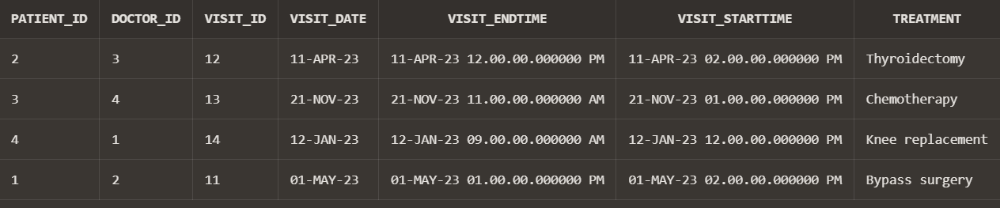 PATIENT_ID DOCTOR_ID VISIT_ID VISIT_DATE VISIT_ENDTIME VISIT_STARTTIME TREATMENT
2 3 12 11-APR-23 11-APR-23 12.00.00.000000 PM 11-APR-23 02.00.00.000000 PM Thyroidectomy
3 4 13 21-NOV-23 21-NOV-23 11.00.00.000000 AM 21-NOV-23 01.00.00.000000 PM Chemotherapy
4 1 14 12-JAN-23 12-JAN-23 09.00.00.000000 AM 12-JAN-23 12.00.00.000000 PM Knee replacement
1 2 11 01-MAY-23 01-MAY-23 01.00.00.000000 PM 01-MAY-23 02.00.00.000000 PM Bypass surgery